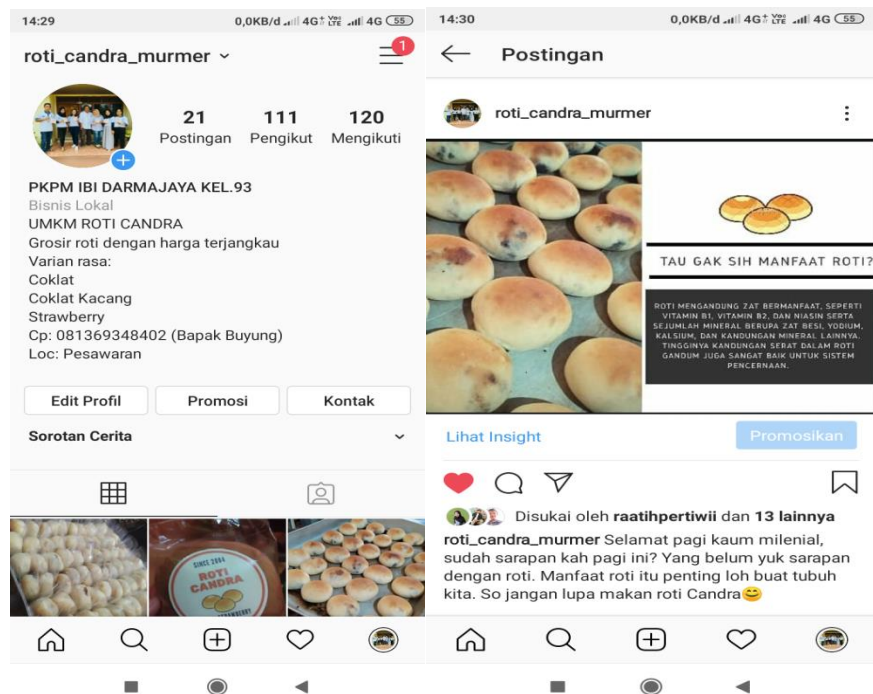 14:29
0,0KB/d 4G+ Vo LTE 4G 55
roti_candra_murmer
1
21 111 120
Postingan Pengikut Mengikuti
PKPM IBI DARMAJAYA KEL.93
Bisnis Lokal
UMKM ROTI CANDRA
Grosir roti dengan harga terjangkau
Varian rasa:
Coklat
Coklat Kacang
Strawberry
Cp: 081369348402 (Bapak Buyung)
Loc: Pesawaran
Edit Profil Promosi Kontak
Sorotan Cerita
SINCE 2004
ROTI
CANDRA
14:30
0,0KB/d 4G+ Vo LTE 4G 55
Postingan
roti_candra_murmer
TAU GAK SIH MANFAAT ROTI?
ROTI MENGANDUNG ZAT BERMANFAAT, SEPERTI
VITAMIN B1, VITAMIN B2, DAN NIASIN SERTA
SEJUMLAH MINERAL BERUPA ZAT BESI, YODIUM,
KALSIUM, DAN KANDUNGAN MINERAL LAINNYA.
TINGGINYA KANDUNGAN SERAT DALAM ROTI
GANDUM JUGA SANGAT BAIK UNTUK SISTEM
PENCERNAAN.
Lihat Insight
Promosikan
Disukai oleh raatihpertiwii dan 13 lainnya
roti_candra_murmer Selamat pagi kaum milenial,
sudah sarapan kah pagi ini? Yang belum yuk sarapan
dengan roti. Manfaat roti itu penting loh buat tubuh
kita. So jangan lupa makan roti Candra😊